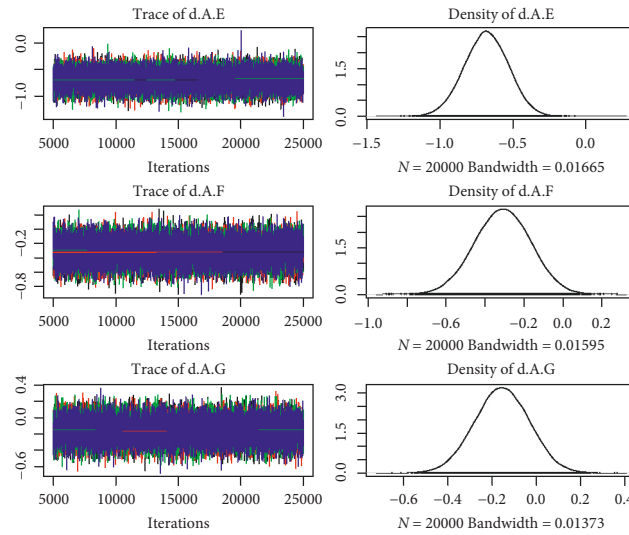 Trace of d.A.E
0.0
−1.0
5000 10000 15000 20000 25000
Iterations
Density of d.A.E
1.5
0.0
−1.5 −1.0 −0.5 0.0
N = 20000 Bandwidth = 0.01665
Trace of d.A.F
−0.2
−0.8
5000 10000 15000 20000 25000
Iterations
Density of d.A.F
1.5
0.0
−1.0 −0.6 −0.2 0.0 0.2
N = 20000 Bandwidth = 0.01595
Trace of d.A.G
0.4
0.0
−0.6
5000 10000 15000 20000 25000
Iterations
Density of d.A.G
3.0
1.5
0.0
−0.6 −0.4 −0.2 0.0 0.2 0.4
N = 20000 Bandwidth = 0.01373